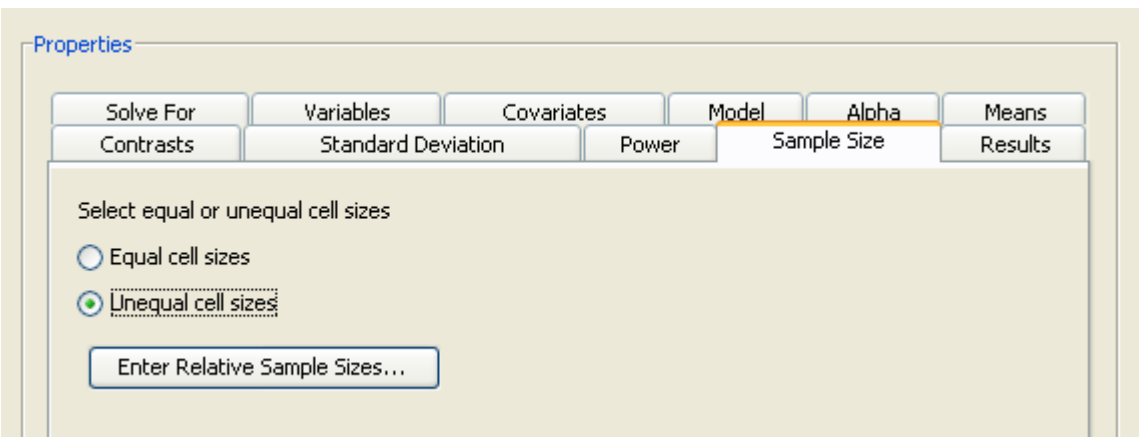 Properties
Solve For Variables Covariates Model Alpha Means
Contrasts Standard Deviation Power Sample Size Results
Select equal or unequal cell sizes
Equal cell sizes
Unequal cell sizes
Enter Relative Sample Sizes...